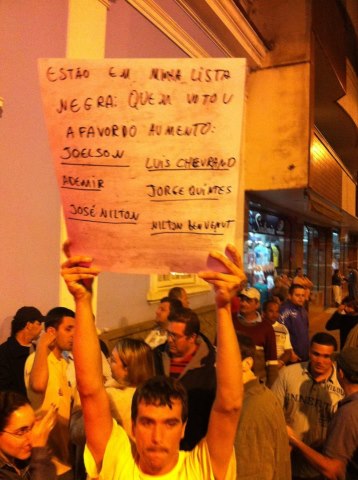 ESTÃO EM MINHA LISTA
NEGRA: QUEM VOTOU
A FAVOR DO AUMENTO:
JOELSON LUIS CHEVRAND
ADEMIR JORGE QUINTES
JOSÉ NILTON NILTON BENVENUT